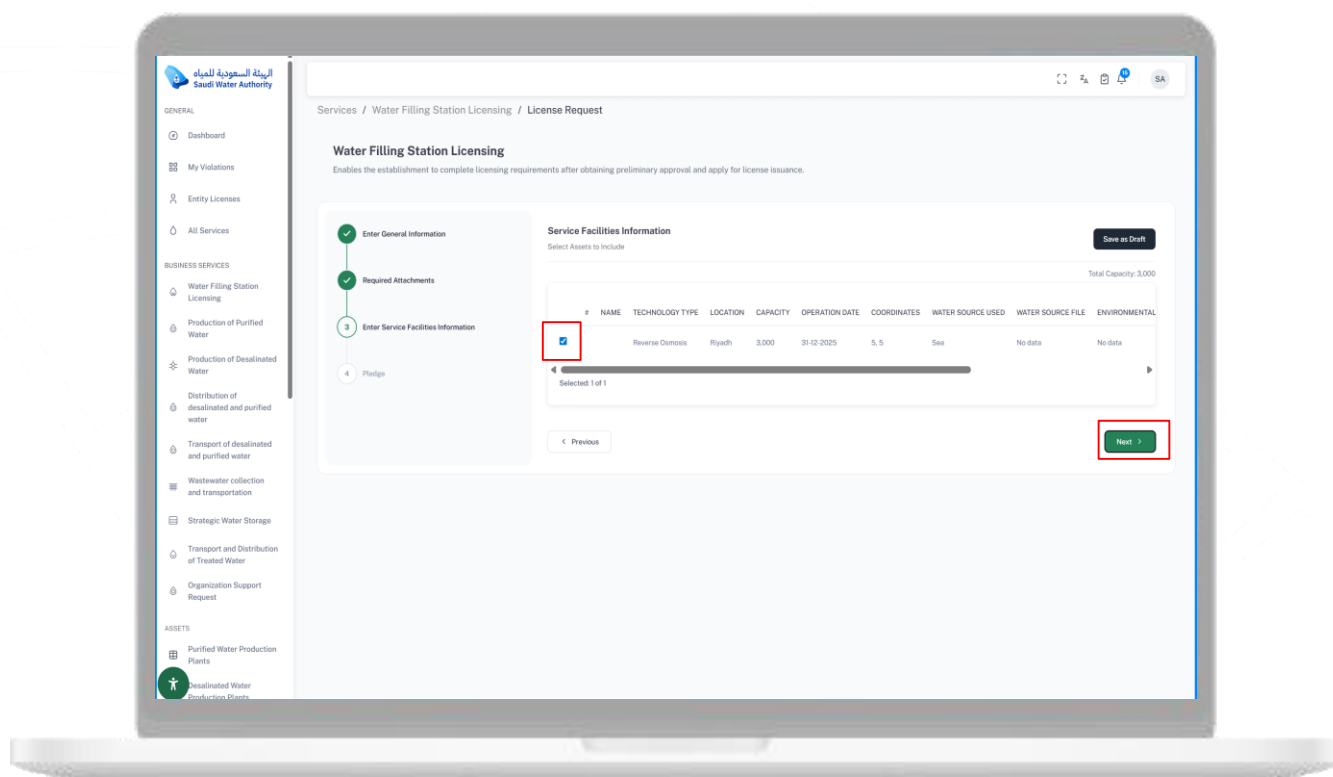 الهيئة السعودية للمياه
Saudi Water Authority
GENERAL
Dashboard
My Violations
Entity Licenses
All Services
BUSINESS SERVICES
Water Filling Station
Licensing
Production of Purified
Water
Production of Desalinated
Water
Distribution of
desalinated and purified
water
Transport of desalinated
and purified water
Wastewater collection
and transportation
Strategic Water Storage
Transport and Distribution
of Treated Water
Organization Support
Request
ASSETS
Purified Water Production
Plants
Desalinated Water
Production Plants
SA
Services / Water Filling Station Licensing / License Request
Water Filling Station Licensing
Enables the establishment to complete licensing requirements after obtaining preliminary approval and apply for license issuance.
Enter General Information
Required Attachments
3 Enter Service Facilities Information
4 Pledge
Service Facilities Information
Select Assets to Include
Save as Draft
Total Capacity: 3,000
# NAME TECHNOLOGY TYPE LOCATION CAPACITY OPERATION DATE COORDINATES WATER SOURCE USED WATER SOURCE FILE ENVIRONMENTAL
Reverse Osmosis Riyadh 3,000 31-12-2025 5, 5 Sea No data No data
Selected: 1 of 1
< Previous
Next >